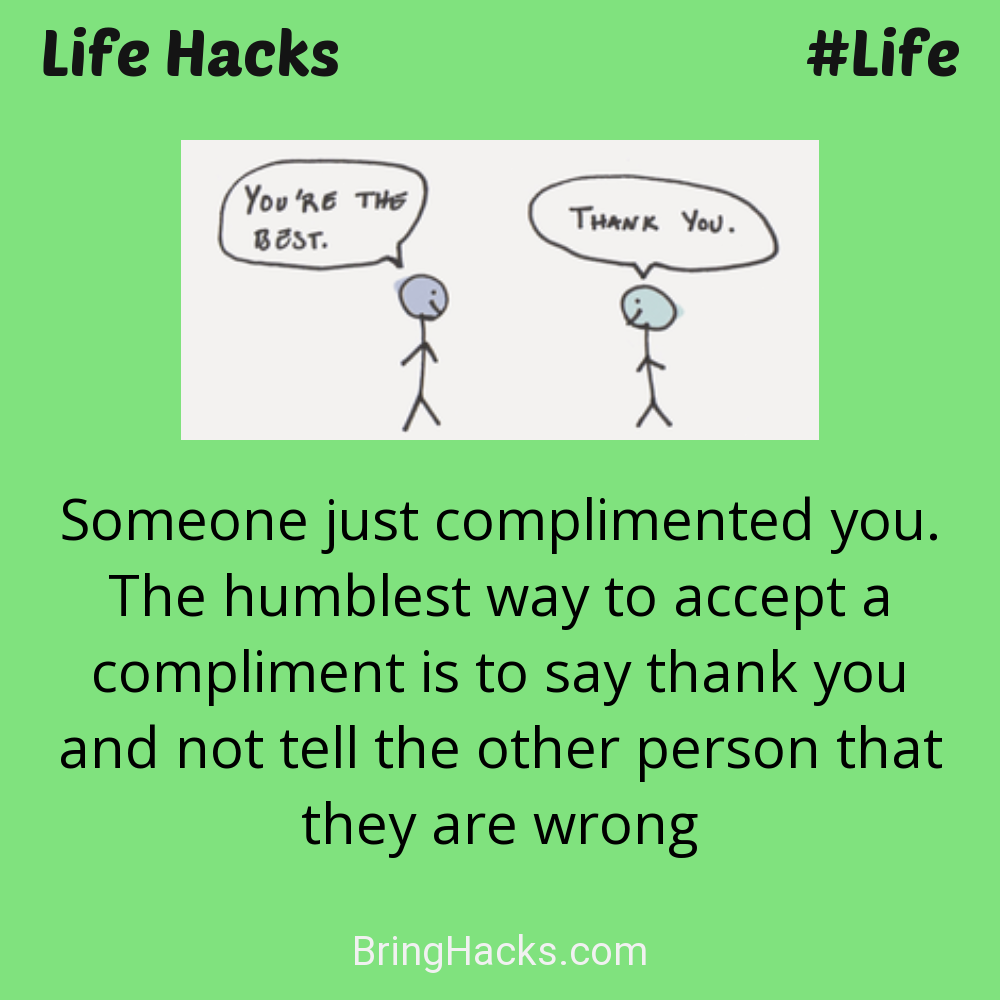 Life Hacks #Life
YOU'RE THE
BEST.
THANK YOU.
Someone just complimented you.
The humblest way to accept a
compliment is to say thank you
and not tell the other person that
they are wrong
BringHacks.com